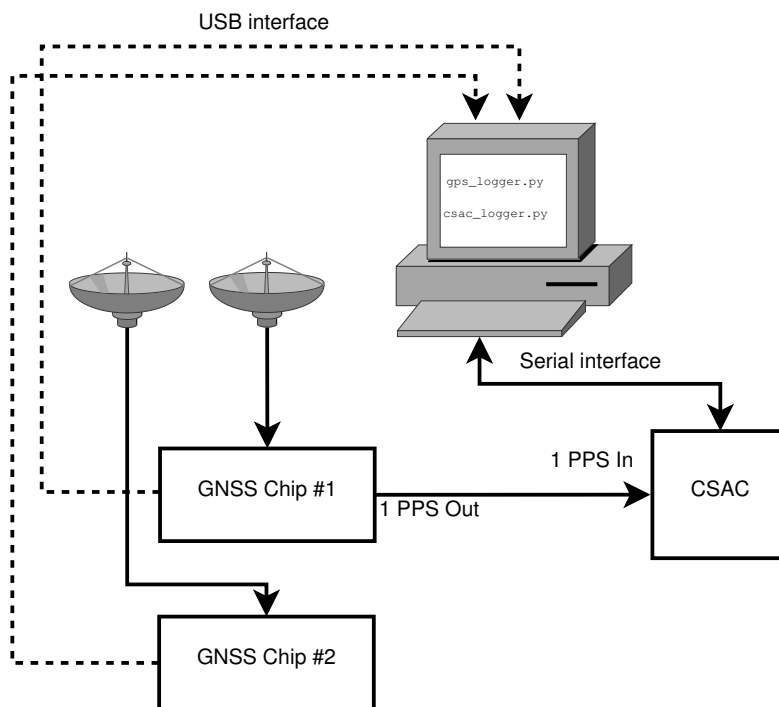 USB interface
gps_logger.py
csac_logger.py
Serial interface
1 PPS In
GNSS Chip #1
CSAC
1 PPS Out
GNSS Chip #2